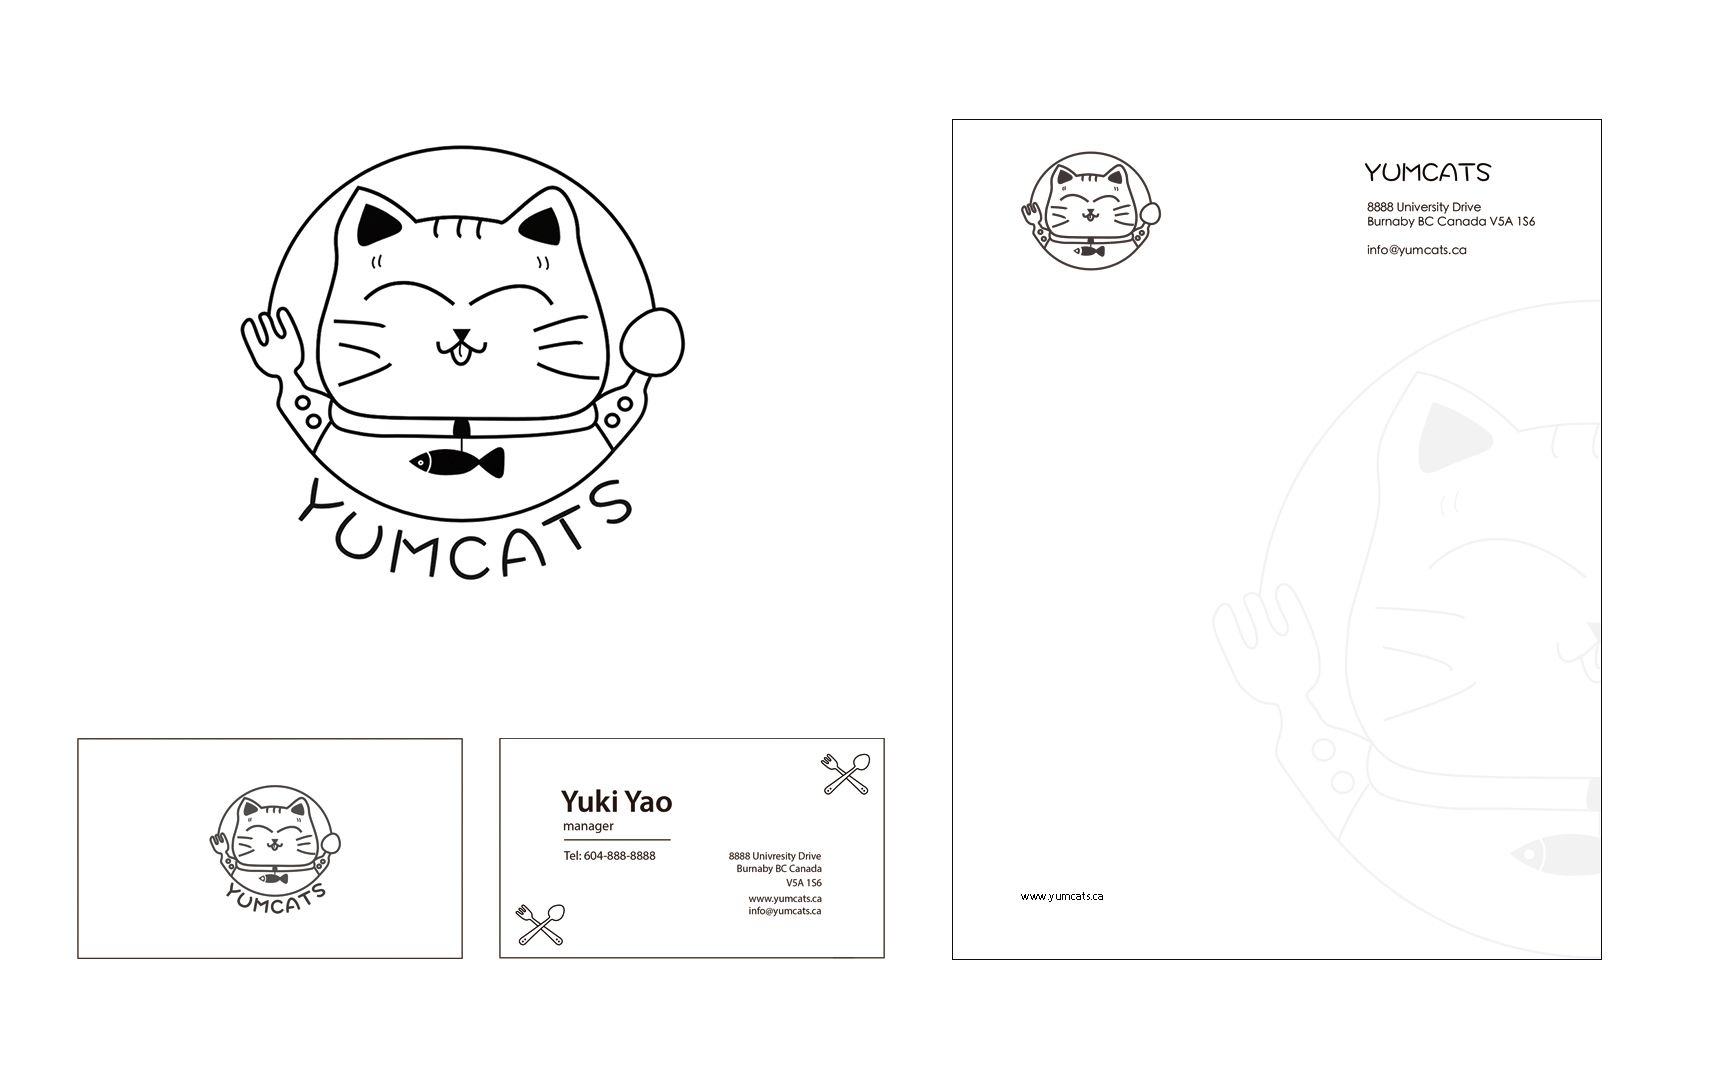 YUMCATS
YUMCATS
Yuki Yao
manager
Tel: 604-888-8888
8888 Univresity Drive
Burnaby BC Canada
V5A 1S6
www.yumcats.ca
info@yumcats.ca
YUMCATS
8888 University Drive
Burnaby BC Canada V5A 1S6
info@yumcats.ca
www.yumcats.ca